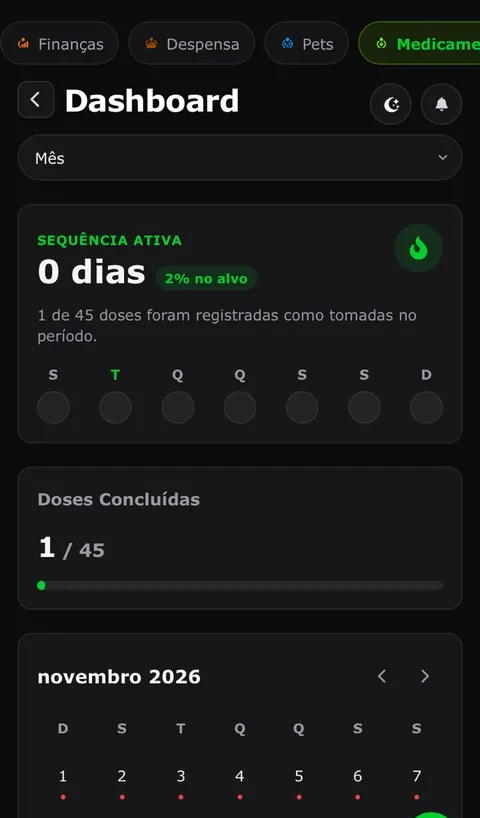 Finanças
Despensa
Pets
Medicame
Dashboard
Mês
SEQUÊNCIA ATIVA
0 dias 2% no alvo
1 de 45 doses foram registradas como tomadas no
período.
S T Q Q S S D
Doses Concluídas
1 / 45
novembro 2026
D S T Q Q S S
1 2 3 4 5 6 7